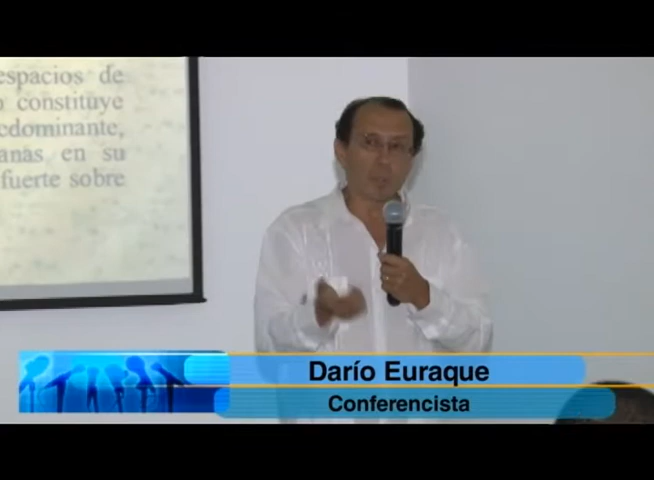 espacios de
constituye
edominante,
anas en su
fuerte sobre
Darío Euraque
Conferencista